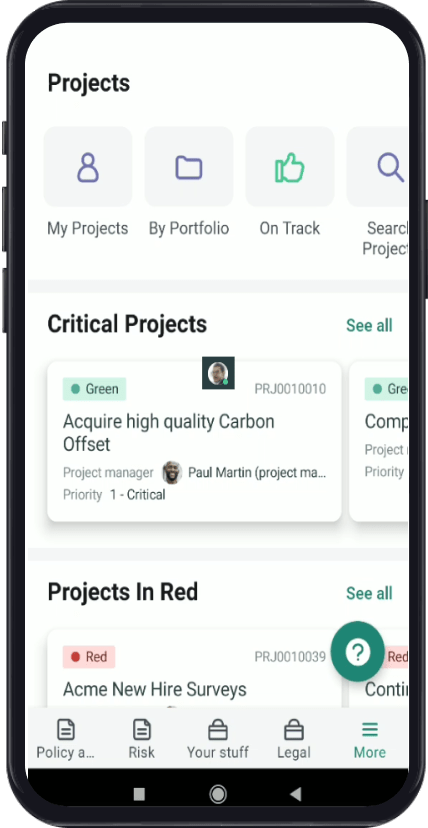 Projects
My Projects
By Portfolio
On Track
Search
Project
Critical Projects
See all
Green
PRJ0010010
Acquire high quality Carbon
Offset
Project manager Paul Martin (project ma...
Priority 1 - Critical
Comp
Project
Priority
Projects In Red
See all
Red
PRJ0010039
Acme New Hire Surveys
Red
Conti
Policy a...
Risk
Your stuff
Legal
More